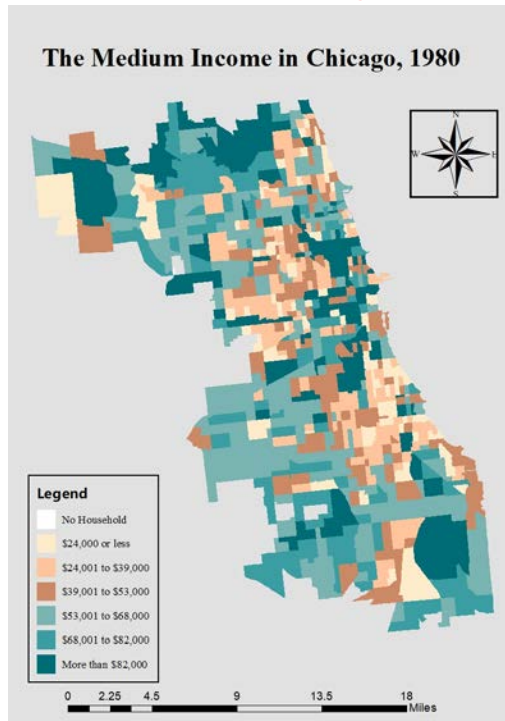 The Medium Income in Chicago, 1980
N
W E
S
Legend
No Household
$24,000 or less
$24,001 to $39,000
$39,001 to $53,000
$53,001 to $68,000
$68,001 to $82,000
More than $82,000
0 2.25 4.5 9 13.5 18
Miles